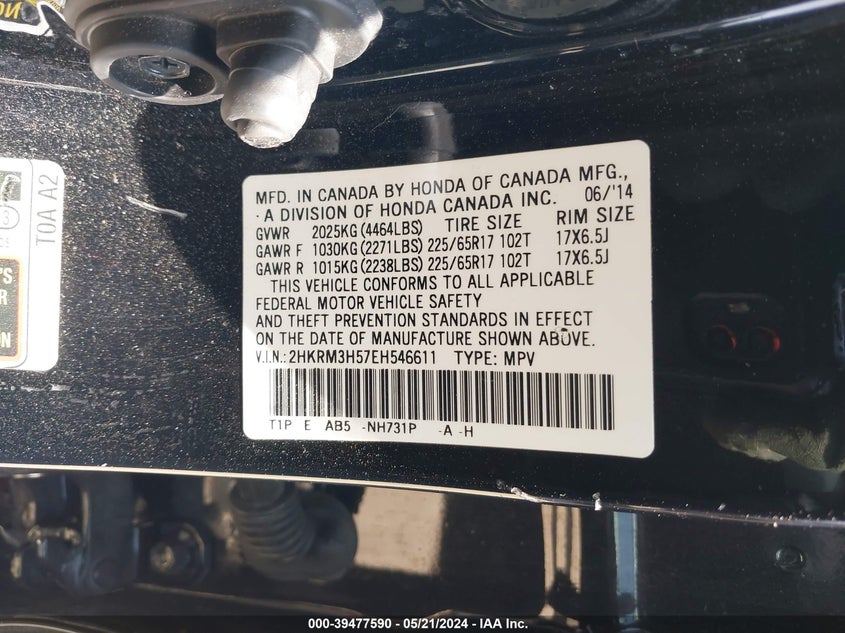 T0A A2
MFD. IN CANADA BY HONDA OF CANADA MFG.,
A DIVISION OF HONDA CANADA INC. 06/'14
GVWR 2025KG(4464LBS) TIRE SIZE RIM SIZE
GAWR F 1030KG(2271LBS) 225/65R17 102T 17X6.5J
GAWR R 1015KG(2238LBS) 225/65R17 102T 17X6.5J
THIS VEHICLE CONFORMS TO ALL APPLICABLE
FEDERAL MOTOR VEHICLE SAFETY
AND THEFT PREVENTION STANDARDS IN EFFECT
ON THE DATE OF MANUFACTURE SHOWN ABOVE.
V.I.N.: 2HKRM3H57EH546611 TYPE: MPV
T1P E AB5 -NH731P -A -H
000-39477590 - 05/21/2024 - IAA Inc.